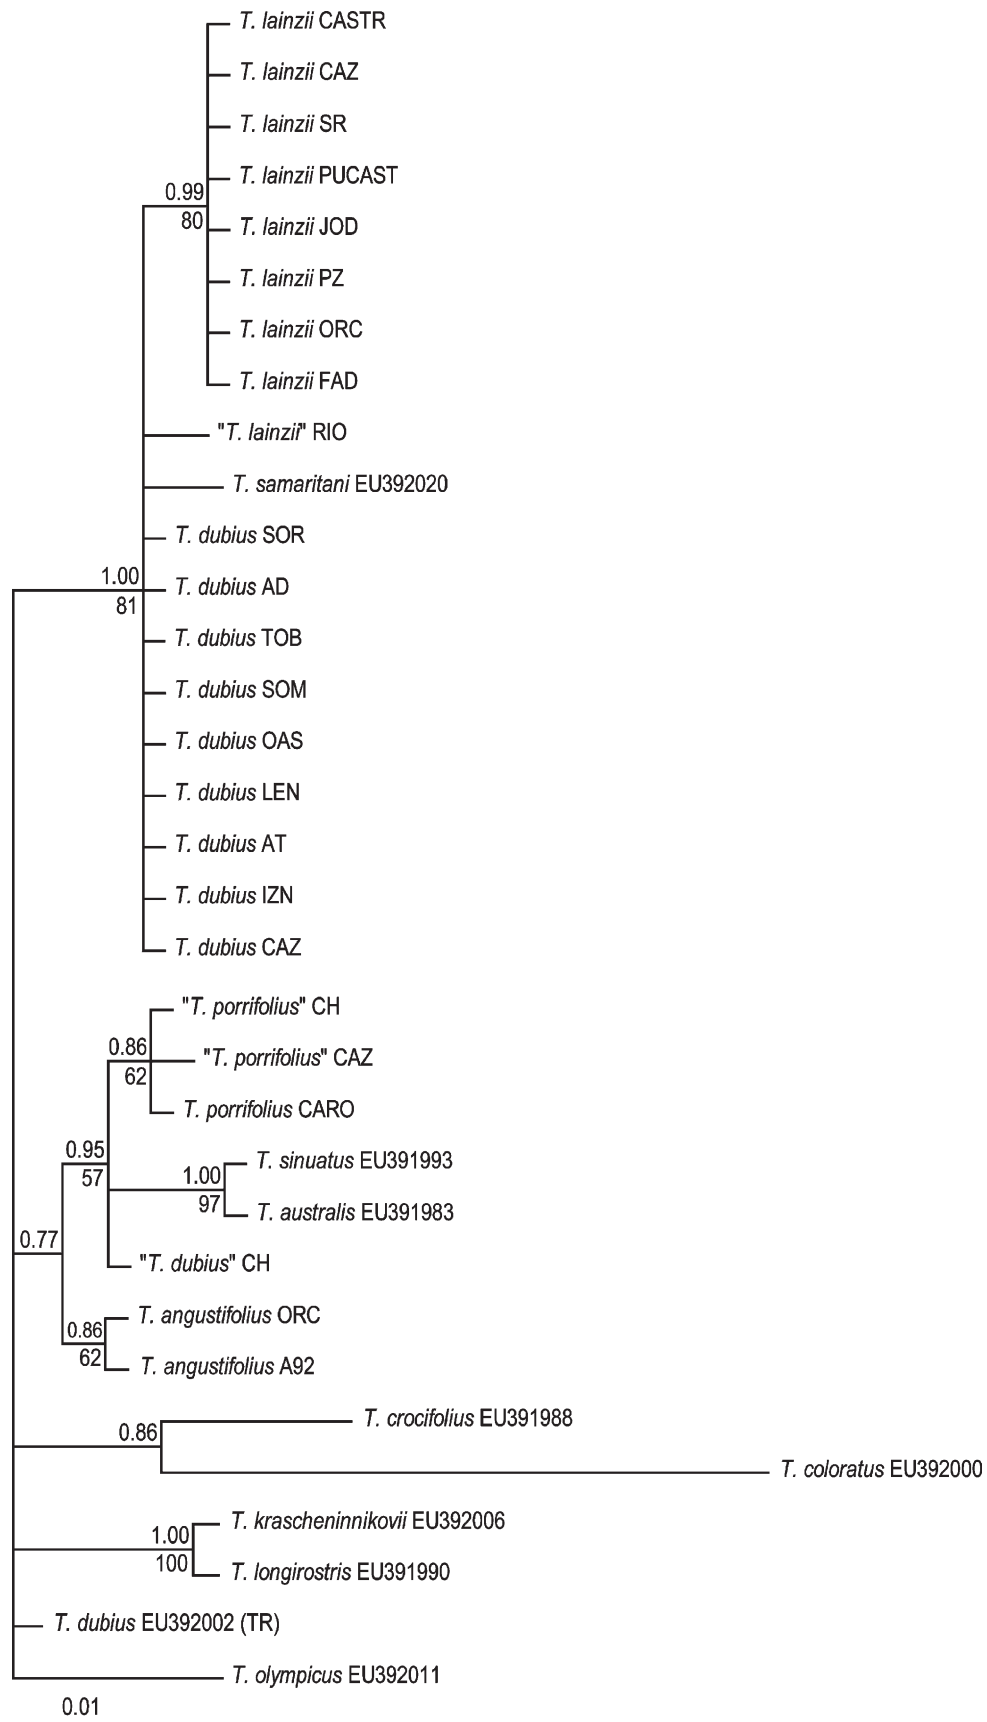 T. lainzii CASTR
T. lainzii CAZ
T. lainzii SR
T. lainzii PUCAST
0.99
80
T. lainzii JOD
T. lainzii PZ
T. lainzii ORC
T. lainzii FAD
"T. lainzii" RIO
T. samaritani EU392020
T. dubius SOR
1.00
81
T. dubius AD
T. dubius TOB
T. dubius SOM
T. dubius OAS
T. dubius LEN
T. dubius AT
T. dubius IZN
T. dubius CAZ
"T. porrifolius" CH
0.86
62
"T. porrifolius" CAZ
T. porrifolius CARO
0.95
57
T. sinuatus EU391993
1.00
97
T. australis EU391983
0.77
"T. dubius" CH
T. angustifolius ORC
0.86
62
T. angustifolius A92
T. crocifolius EU391988
0.86
T. coloratus EU392000
T. krascheninnikovii EU392006
1.00
100
T. longirostris EU391990
T. dubius EU392002 (TR)
T. olympicus EU392011
0.01